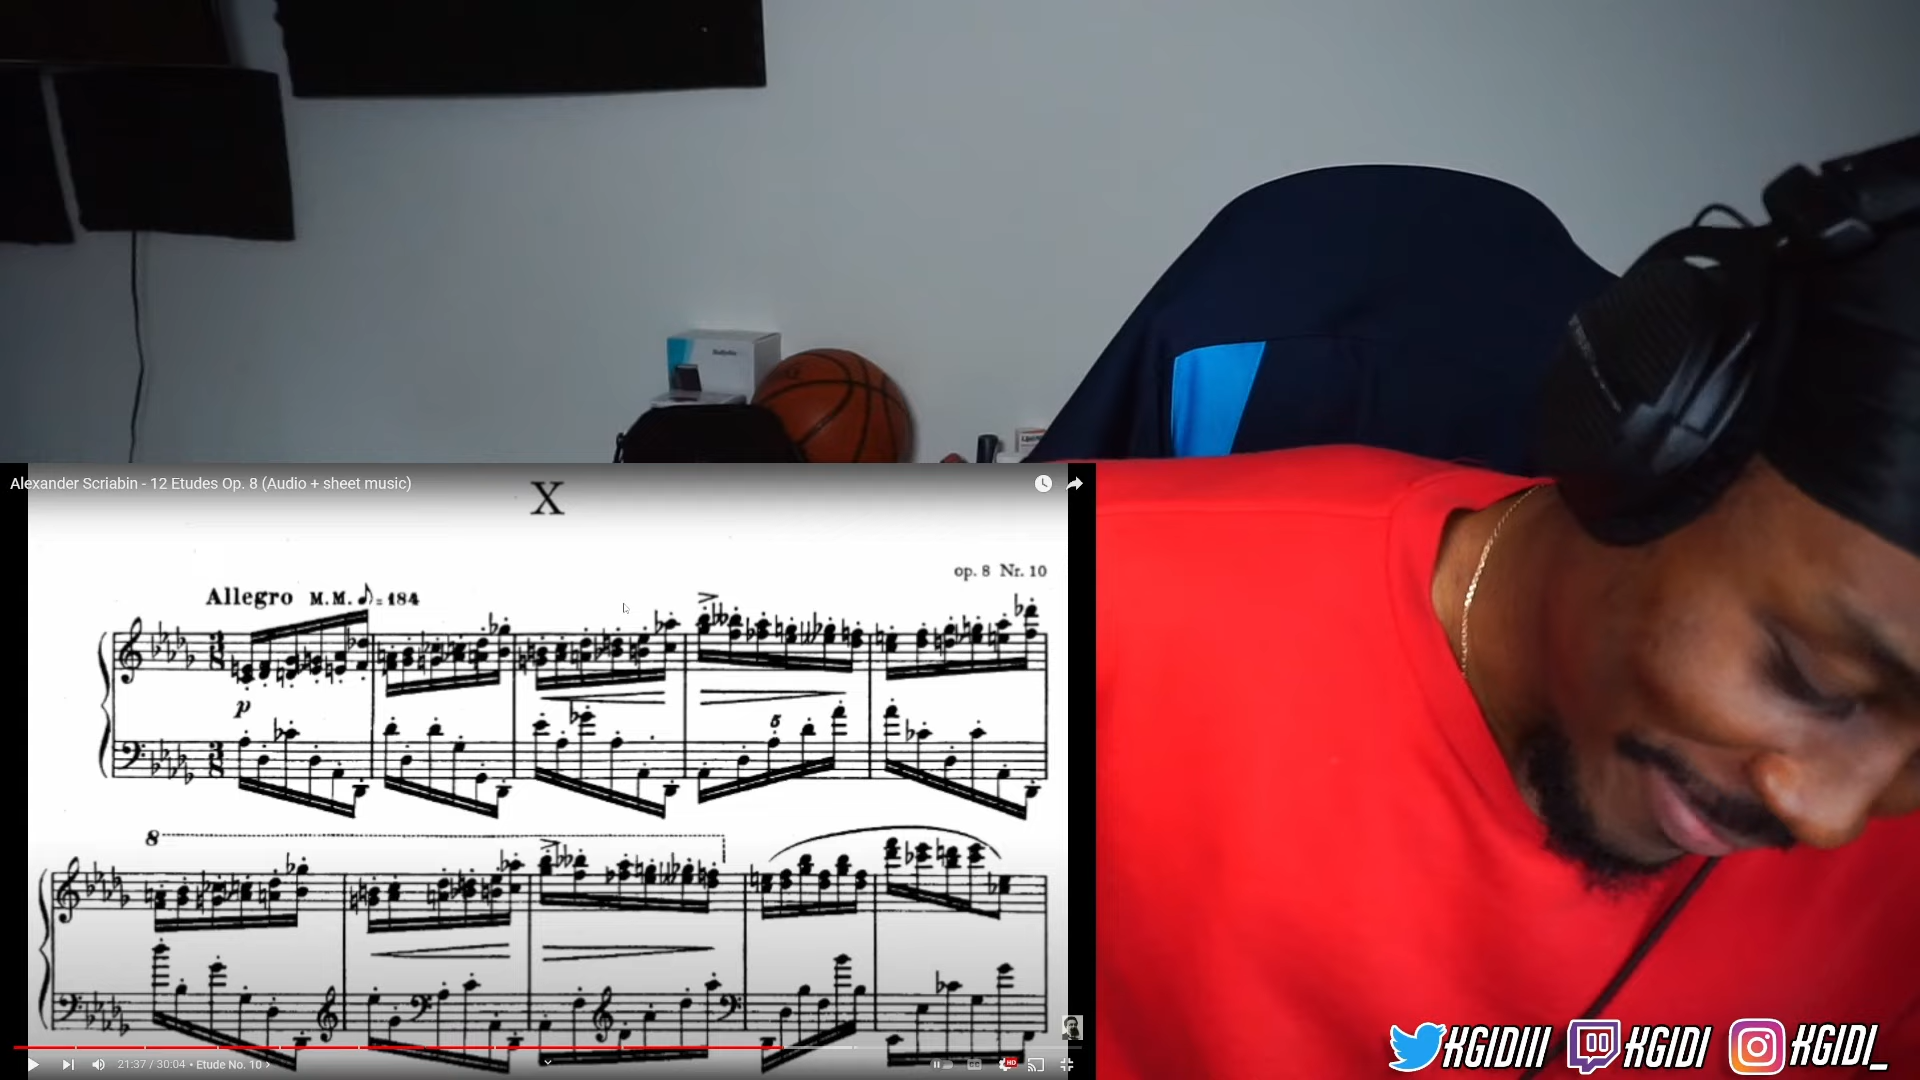 Alexander Scriabin - 12 Etudes Op. 8 (Audio + sheet music)
X
op. 8 Nr. 10
Allegro M.M. ♪= 184
p
5
8
21:37 / 30:04 • Etude No. 10 ›
HD
KGIDIII KGIDI KGIDI_